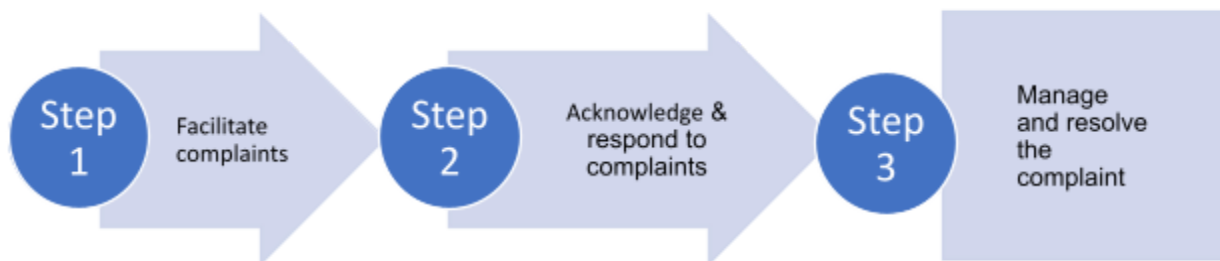 Step
1
Facilitate
complaints
Step
2
Acknowledge &
respond to
complaints
Step
3
Manage
and resolve
the
complaint